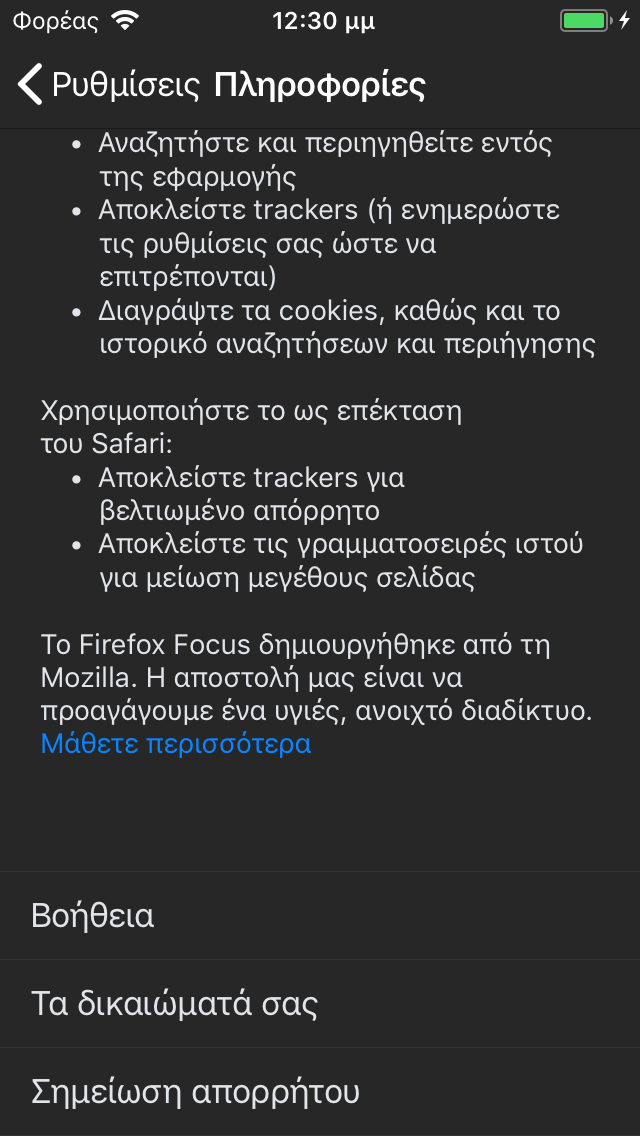 Φορέας 12:30 μμ
Ρυθμίσεις Πληροφορίες
• Αναζητήστε και περιηγηθείτε εντός
της εφαρμογής
• Αποκλείστε trackers (ή ενημερώστε
τις ρυθμίσεις σας ώστε να
επιτρέπονται)
• Διαγράψτε τα cookies, καθώς και το
ιστορικό αναζητήσεων και περιήγησης
Χρησιμοποιήστε το ως επέκταση
του Safari:
• Αποκλείστε trackers για
βελτιωμένο απόρρητο
• Αποκλείστε τις γραμματοσειρές ιστού
για μείωση μεγέθους σελίδας
Το Firefox Focus δημιουργήθηκε από τη
Mozilla. Η αποστολή μας είναι να
προαγάγουμε ένα υγιές, ανοιχτό διαδίκτυο.
Μάθετε περισσότερα
Βοήθεια
Τα δικαιώματά σας
Σημείωση απορρήτου